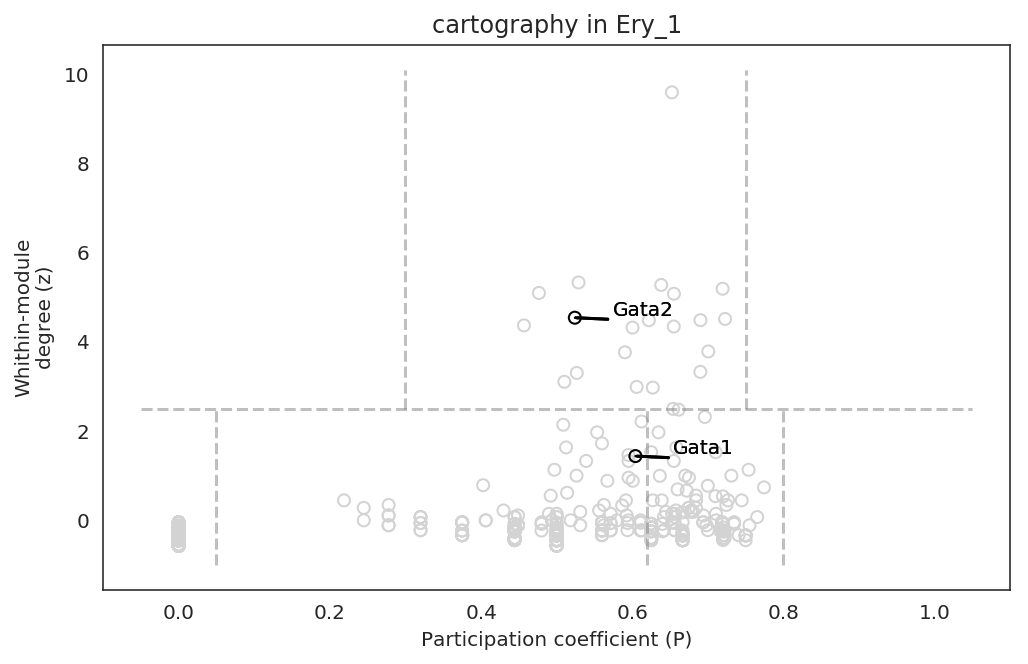 cartography in Ery_1
Whithin-module
degree (z)
10
8
6
4
2
0
Gata2
Gata1
0.0 0.2 0.4 0.6 0.8 1.0
Participation coefficient (P)